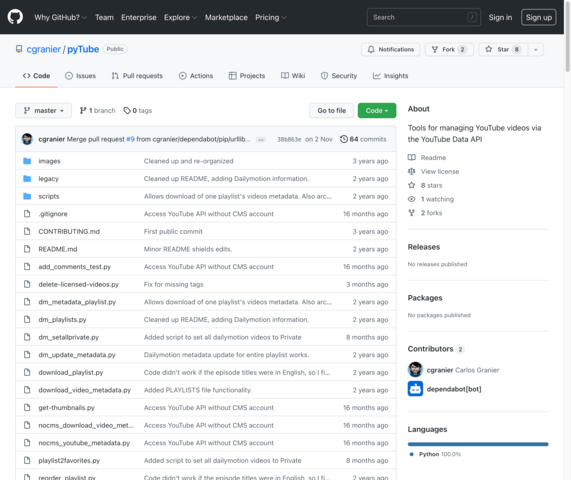 Why GitHub? Team Enterprise Explore Marketplace Pricing Search / Sign in Sign up
cgranier / pyTube Public Notifications Fork 2 Star 8
Code Issues Pull requests Actions Projects Wiki Security Insights
master 1 branch 0 tags Go to file Code
cgranier Merge pull request #9 from cgranier/dependabot/pip/urllib... 38b863e on 2 Nov 64 commits
images Cleaned up and re-organized 3 years ago
legacy Cleaned up README, adding Dailymotion information. 2 years ago
scripts Allows download of one playlist's videos metadata. Also arc... 2 years ago
.gitignore Access YouTube API without CMS account 16 months ago
CONTRIBUTING.md First public commit 3 years ago
README.md Minor README shields edits. 2 years ago
add_comments_test.py Access YouTube API without CMS account 16 months ago
delete-licensed-videos.py Fix for missing tags 3 months ago
dm_metadata_playlist.py Allows download of one playlist's videos metadata. Also arc... 2 years ago
dm_playlists.py Cleaned up README, adding Dailymotion information. 2 years ago
dm_setallprivate.py Added script to set all dailymotion videos to Private 8 months ago
dm_update_metadata.py Dailymotion metadata update for entire playlist works. 2 years ago
download_playlist.py Code didn't work if the episode titles were in English, so I fi... 2 years ago
download_video_metadata.py Added PLAYLISTS file functionality. 2 years ago
get-thumbnails.py Access YouTube API without CMS account 16 months ago
nocms_download_video_met... Access YouTube API without CMS account 16 months ago
nocms_youtube_metadata.py Access YouTube API without CMS account 16 months ago
playlist2favorites.py Added script to set all dailymotion videos to Private 8 months ago
reorder_playlist.py Code didn't work if the episode titles were in English, so I fi... 2 years ago
About
Tools for managing YouTube videos via
the YouTube Data API
Readme
View license
8 stars
1 watching
2 forks
Releases
No releases published
Packages
No packages published
Contributors 2
cgranier Carlos Granier
dependabot[bot]
Languages
Python 100.0%